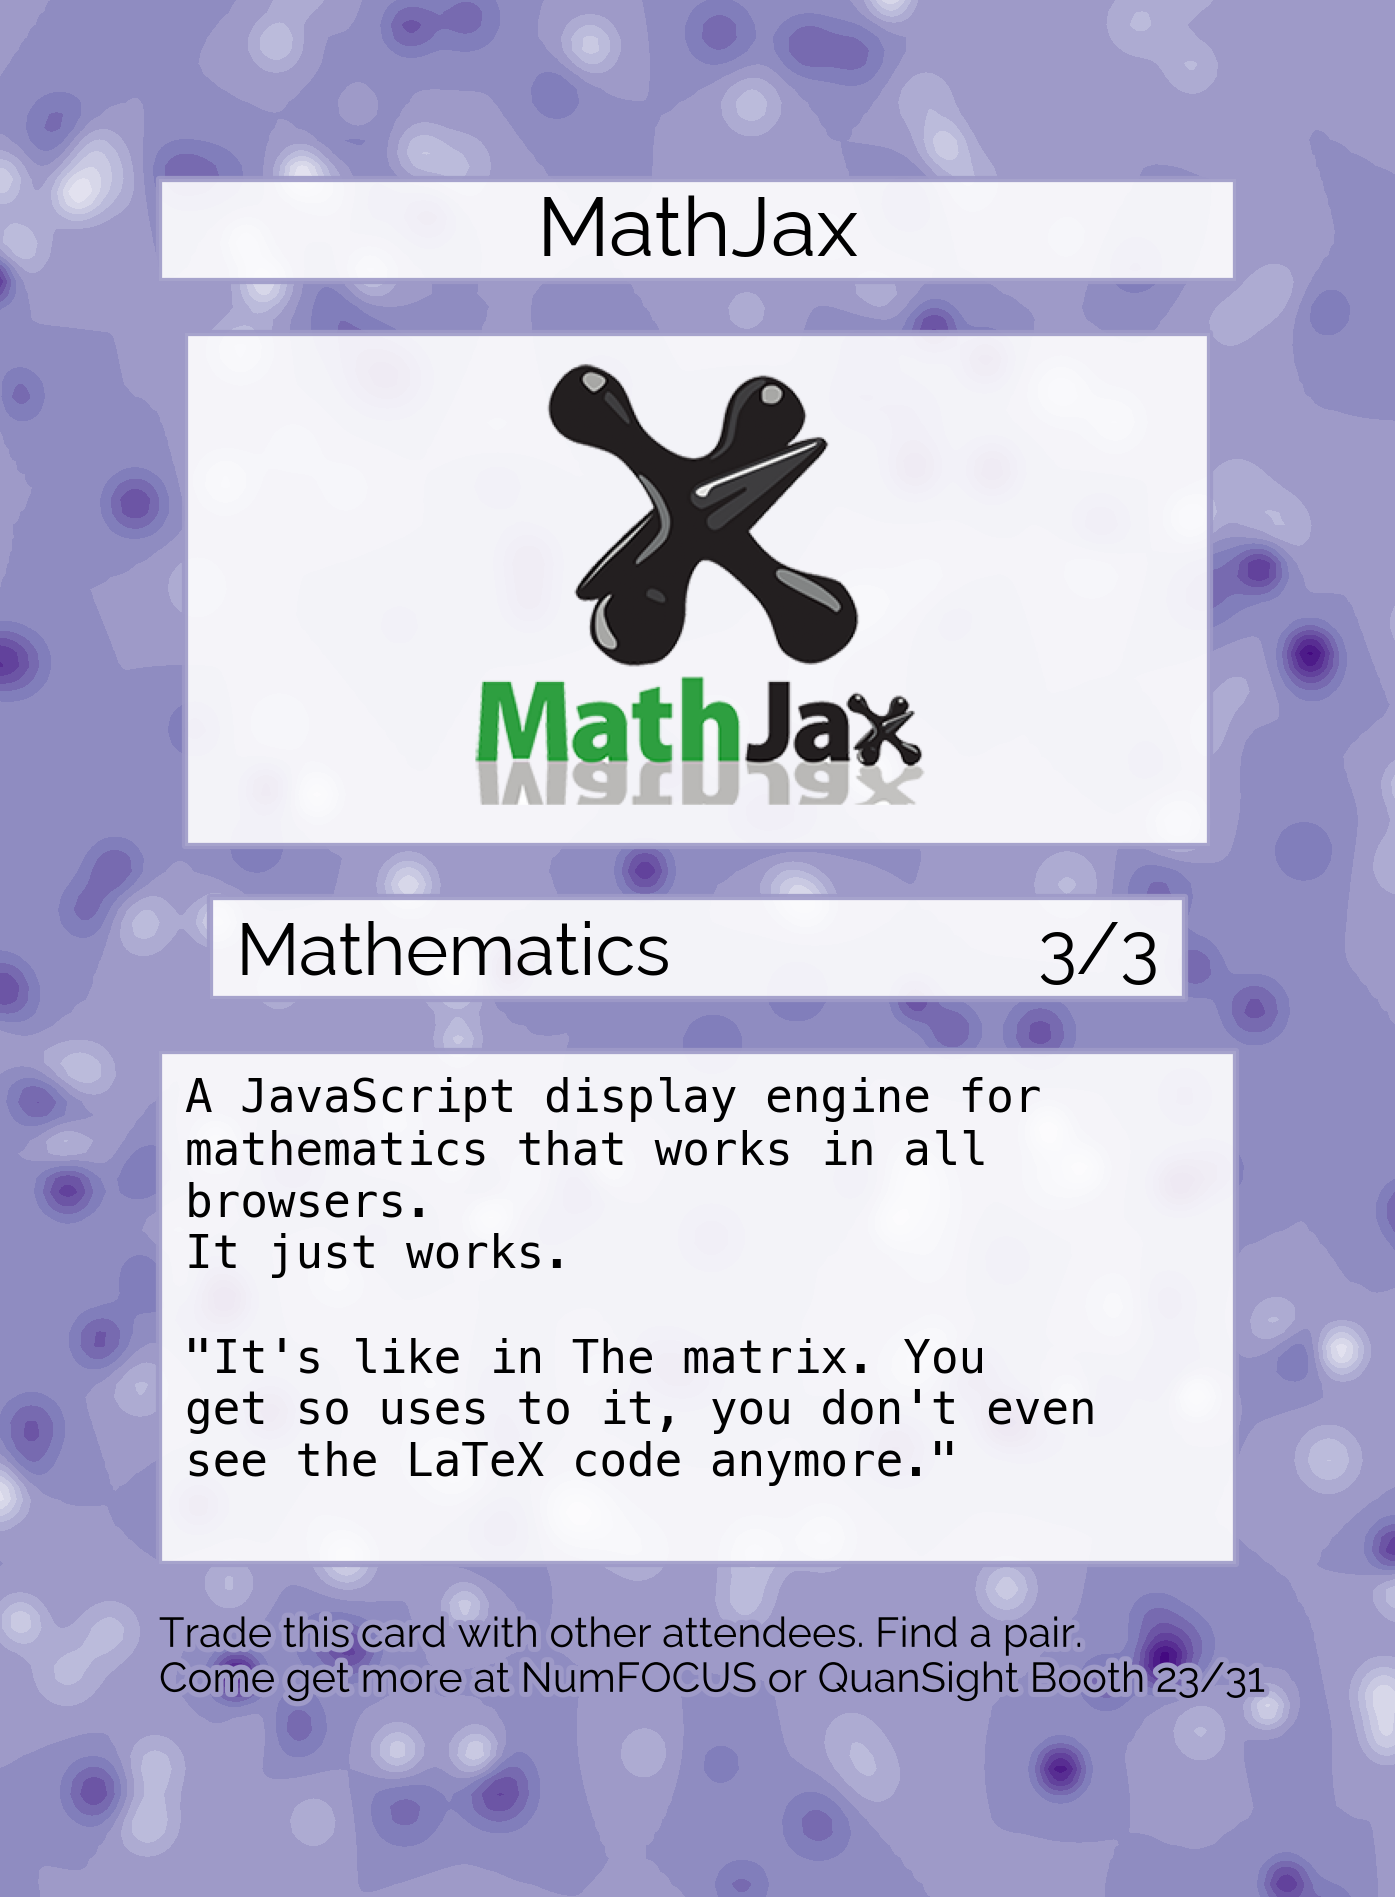 MathJax
MathJax
Mathematics 3/3
A JavaScript display engine for
mathematics that works in all
browsers.
It just works.
"It's like in The matrix. You
get so uses to it, you don't even
see the LaTeX code anymore."
Trade this card with other attendees. Find a pair.
Come get more at NumFOCUS or QuanSight Booth 23/31